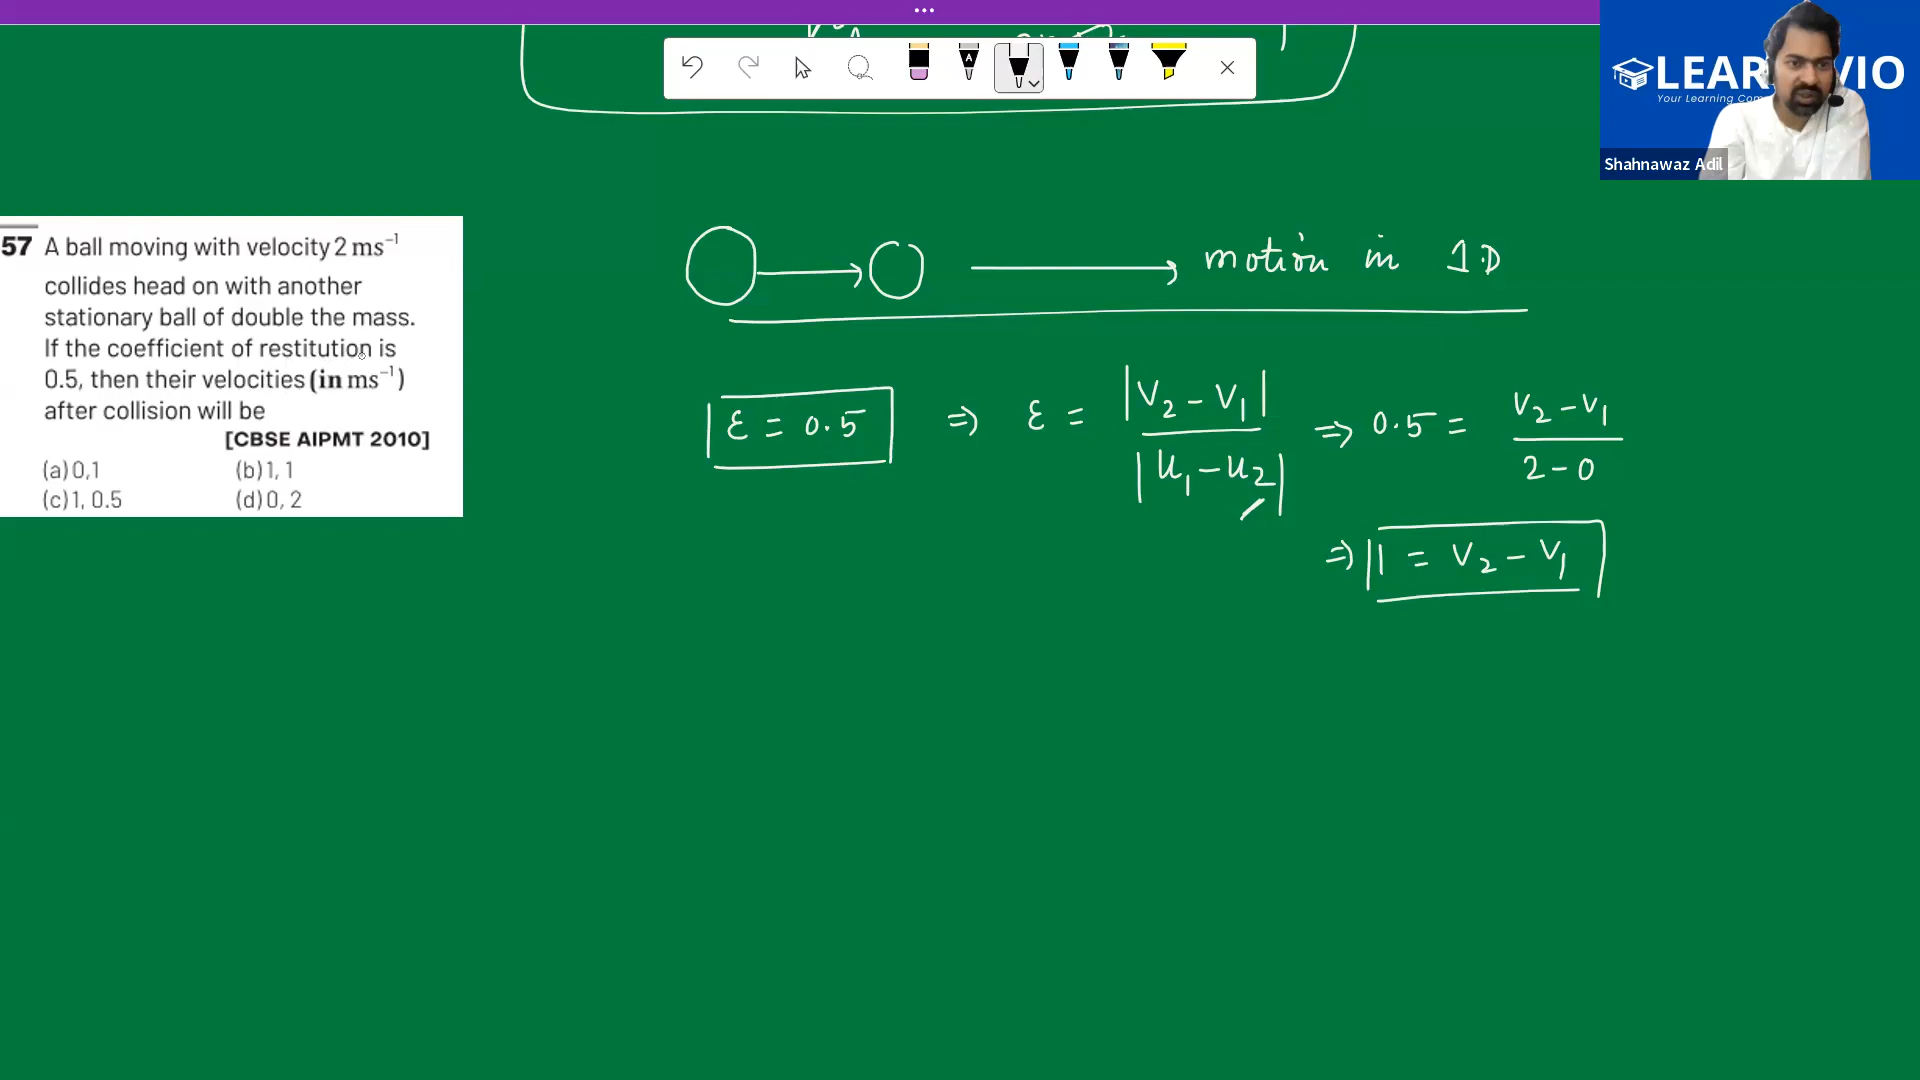 ...
LEAR VIO
Your Learning Com
Shahnawaz Adil
57 A ball moving with velocity 2 ms⁻¹
collides head on with another
stationary ball of double the mass.
If the coefficient of restitution is
0.5, then their velocities (in ms⁻¹)
after collision will be
[CBSE AIPMT 2010]
(a) 0,1 (b) 1, 1
(c) 1, 0.5 (d) 0, 2
motion in 1.D
ε = 0.5 ⇒ ε = |V₂ - V₁| / |u₁ - u₂| ⇒ 0.5 = V₂ - V₁ / 2 - 0
⇒ 1 = V₂ - V₁